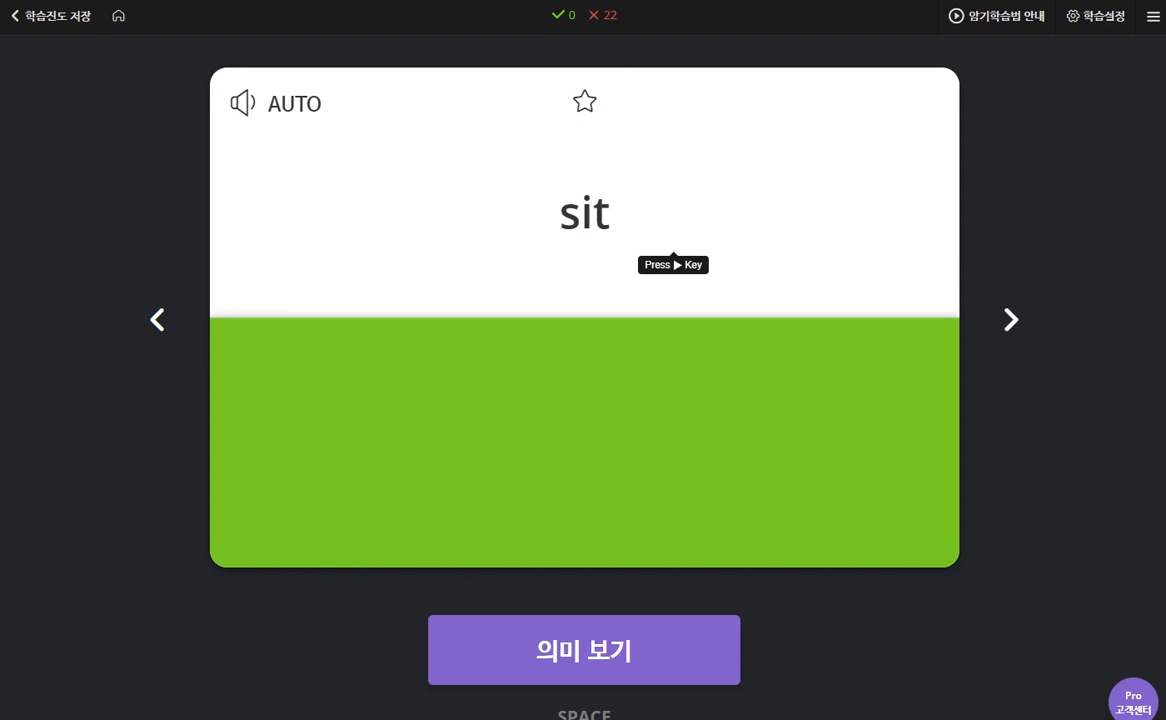 학습진도 저장
0 22
암기학습법 안내
학습설정
AUTO
sit
Press ▶ Key
의미 보기
SPACE
Pro
고객센터